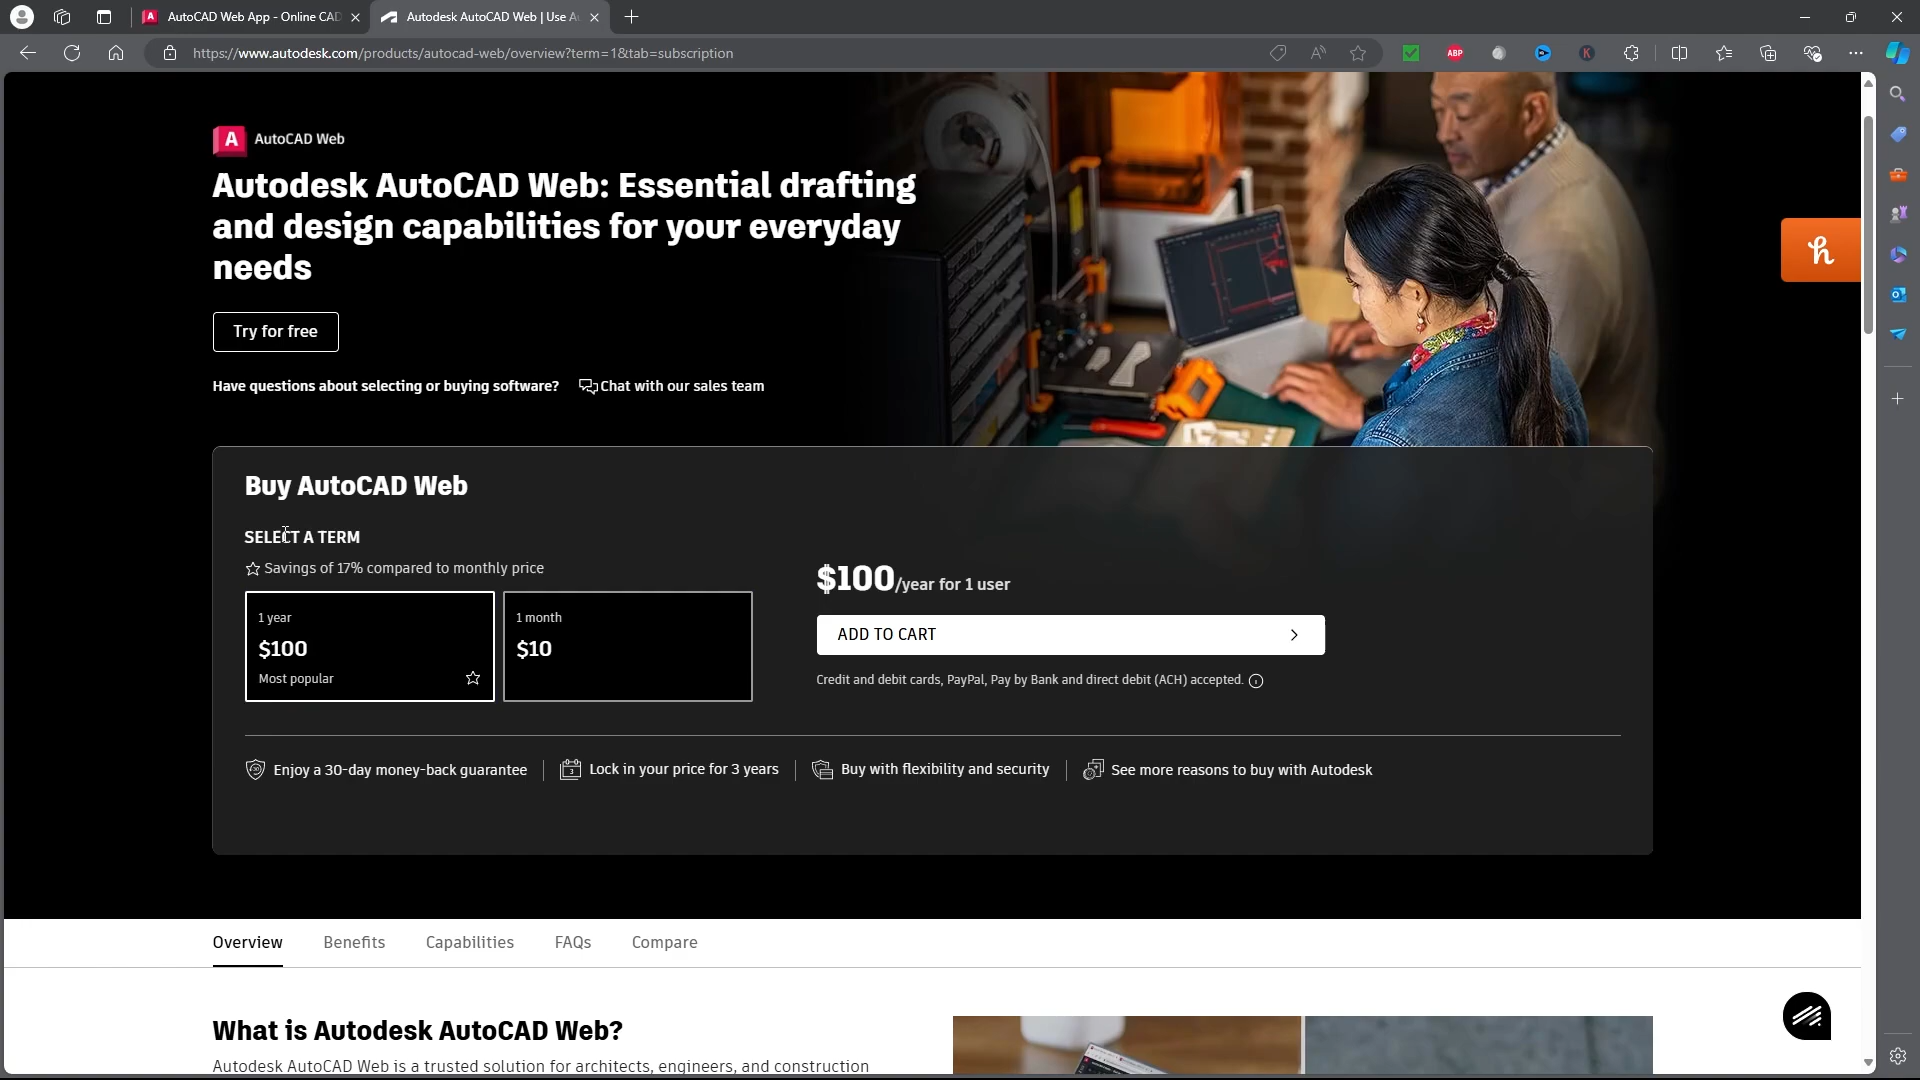 AutoCAD Web App - Online CAD
Autodesk AutoCAD Web | Use Au
https://www.autodesk.com/products/autocad-web/overview?term=1&tab=subscription
ABP
K
A AutoCAD Web
Autodesk AutoCAD Web: Essential drafting
and design capabilities for your everyday
needs
h
Try for free
Have questions about selecting or buying software?
Chat with our sales team
Buy AutoCAD Web
SELECT A TERM
Savings of 17% compared to monthly price
1 year
$100
Most popular
1 month
$10
$100/year for 1 user
ADD TO CART
Credit and debit cards, PayPal, Pay by Bank and direct debit (ACH) accepted.
Enjoy a 30-day money-back guarantee
Lock in your price for 3 years
Buy with flexibility and security
See more reasons to buy with Autodesk
Overview
Benefits
Capabilities
FAQs
Compare
What is Autodesk AutoCAD Web?
Autodesk AutoCAD Web is a trusted solution for architects, engineers, and construction